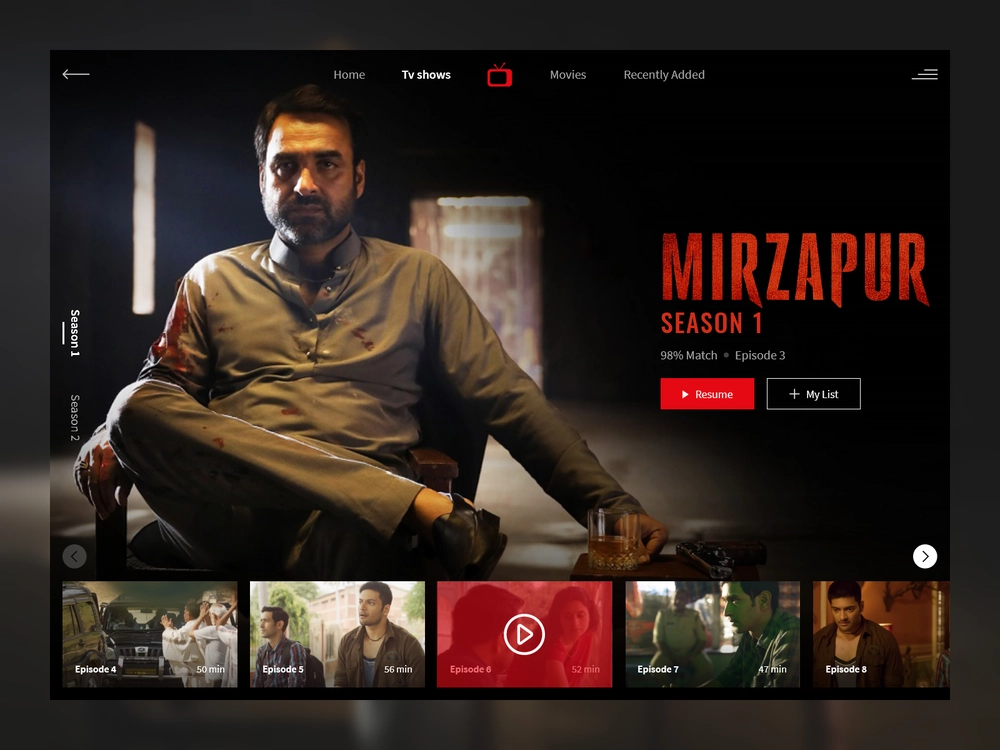 Home Tv shows Movies Recently Added
MIRZAPUR
SEASON 1
98% Match Episode 3
Resume My List
Season 1
Season 2
Episode 4 50 min
Episode 5 56 min
Episode 6 52 min
Episode 7 47 min
Episode 8